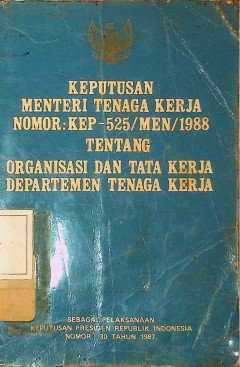 KEPUTUSAN
MENTERI TENAGA KERJA
NOMOR: KEP-525/MEN/1988
TENTANG
ORGANISASI DAN TATA KERJA
DEPARTEMEN TENAGA KERJA
SEBAGAI PELAKSANAAN
KEPUTUSAN PRESIDEN REPUBLIK INDONESIA
NOMOR: 30 TAHUN 1987.